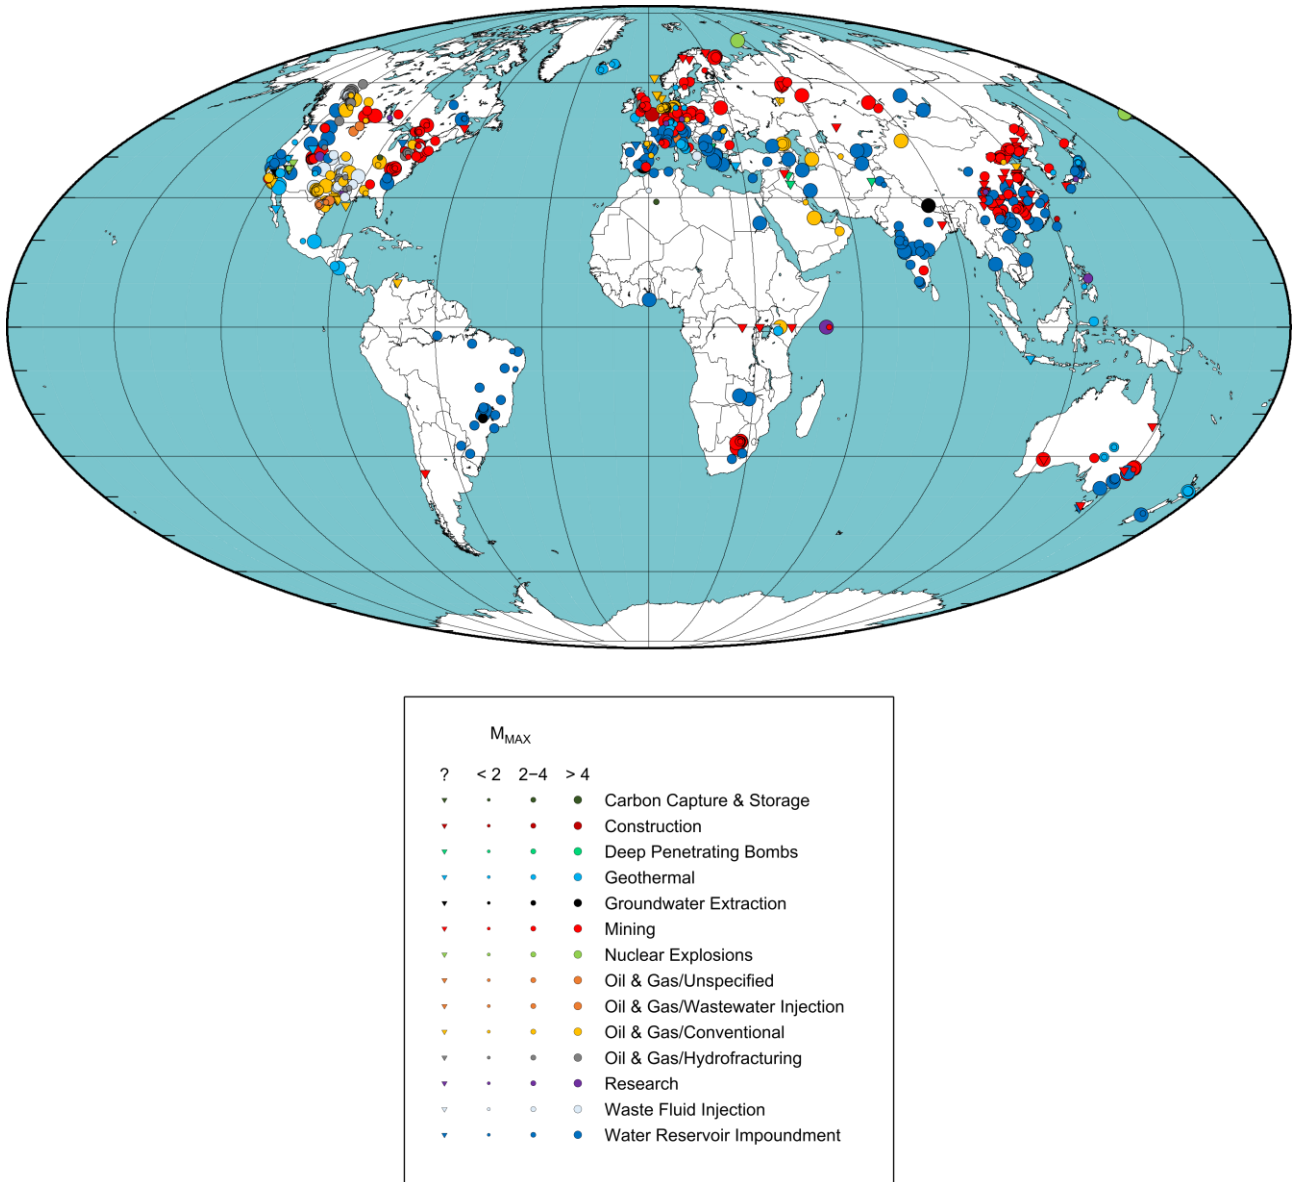 MMAX
? < 2 2−4 > 4
Carbon Capture & Storage
Construction
Deep Penetrating Bombs
Geothermal
Groundwater Extraction
Mining
Nuclear Explosions
Oil & Gas/Unspecified
Oil & Gas/Wastewater Injection
Oil & Gas/Conventional
Oil & Gas/Hydrofracturing
Research
Waste Fluid Injection
Water Reservoir Impoundment